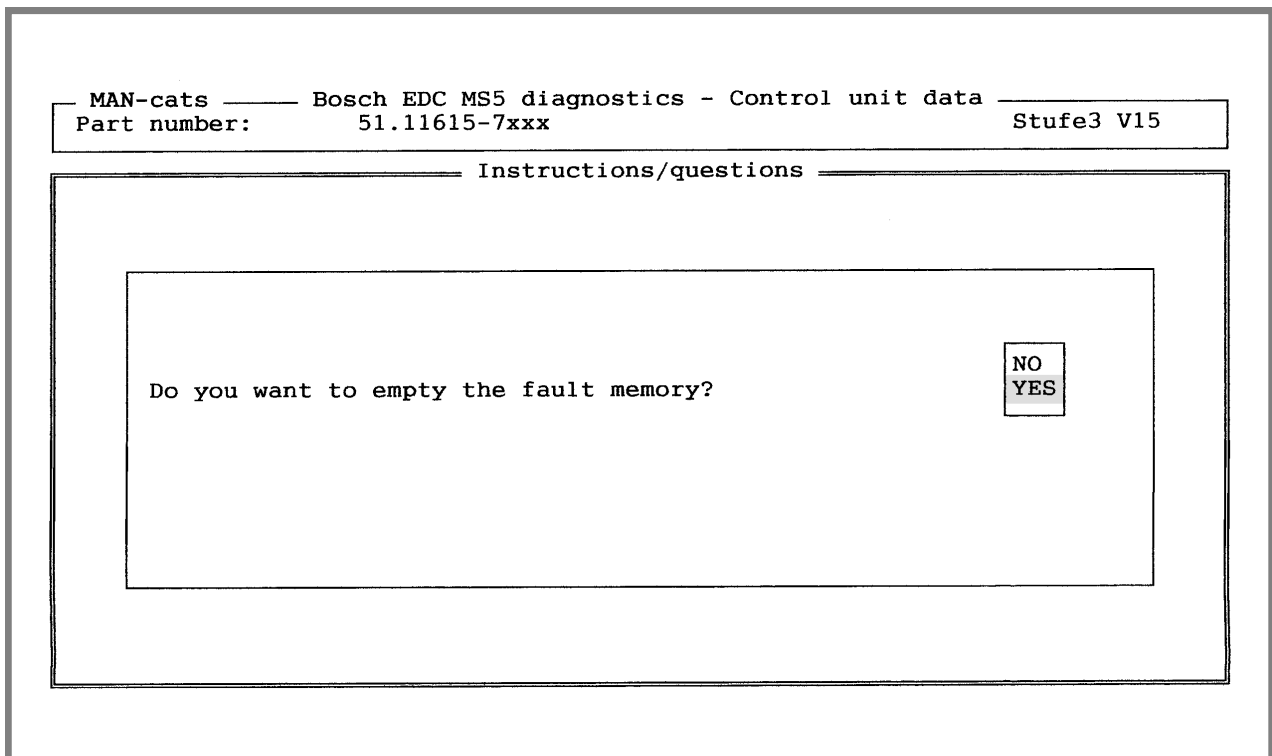 MAN-cats Bosch EDC MS5 diagnostics - Control unit data
Part number: 51.11615-7xxx Stufe3 V15
Instructions/questions
NO
Do you want to empty the fault memory? YES